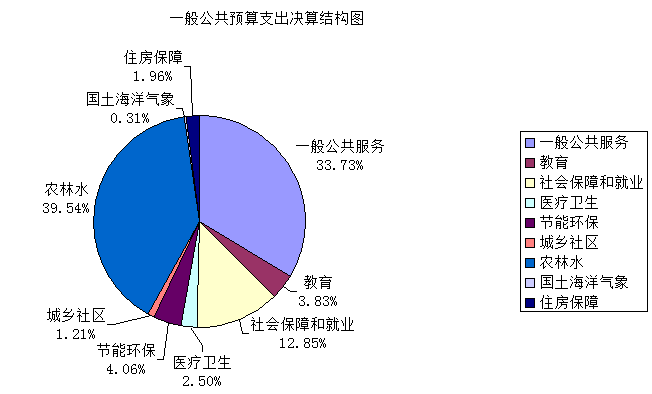 一般公共预算支出决算结构图
住房保障
1.96%
国土海洋气象
0.31%
一般公共服务
33.73%
农林水
39.54%
教育
3.83%
城乡社区
1.21%
社会保障和就业
12.85%
节能环保
4.06%
医疗卫生
2.50%
一般公共服务
教育
社会保障和就业
医疗卫生
节能环保
城乡社区
农林水
国土海洋气象
住房保障